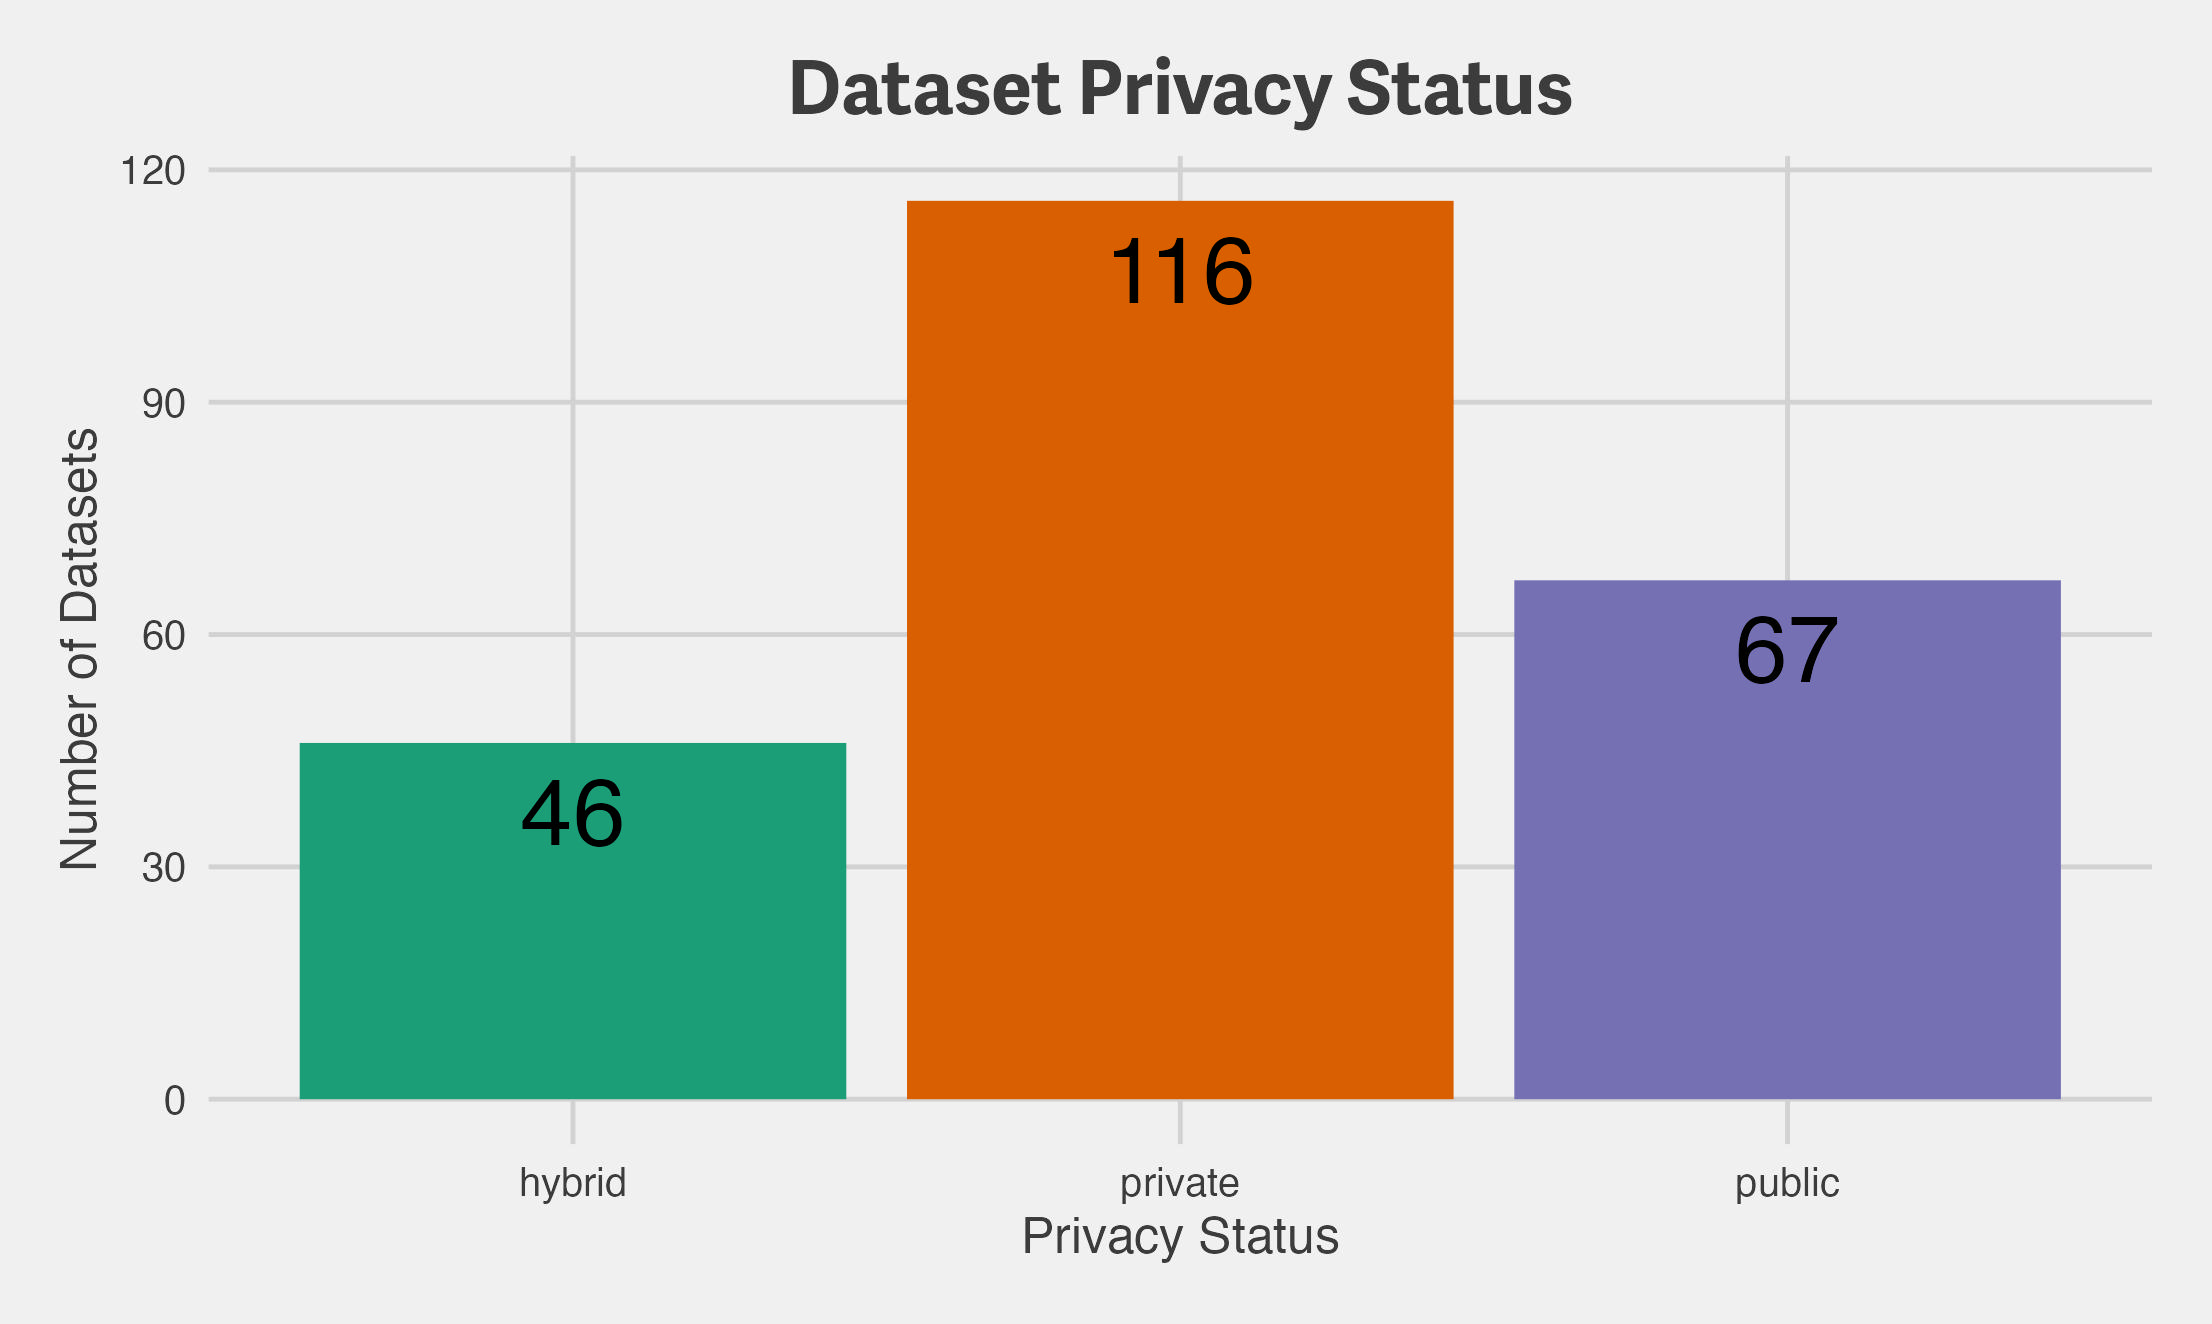 Dataset Privacy Status
120
90
60
30
0
Number of Datasets
46
116
67
hybrid
private
public
Privacy Status